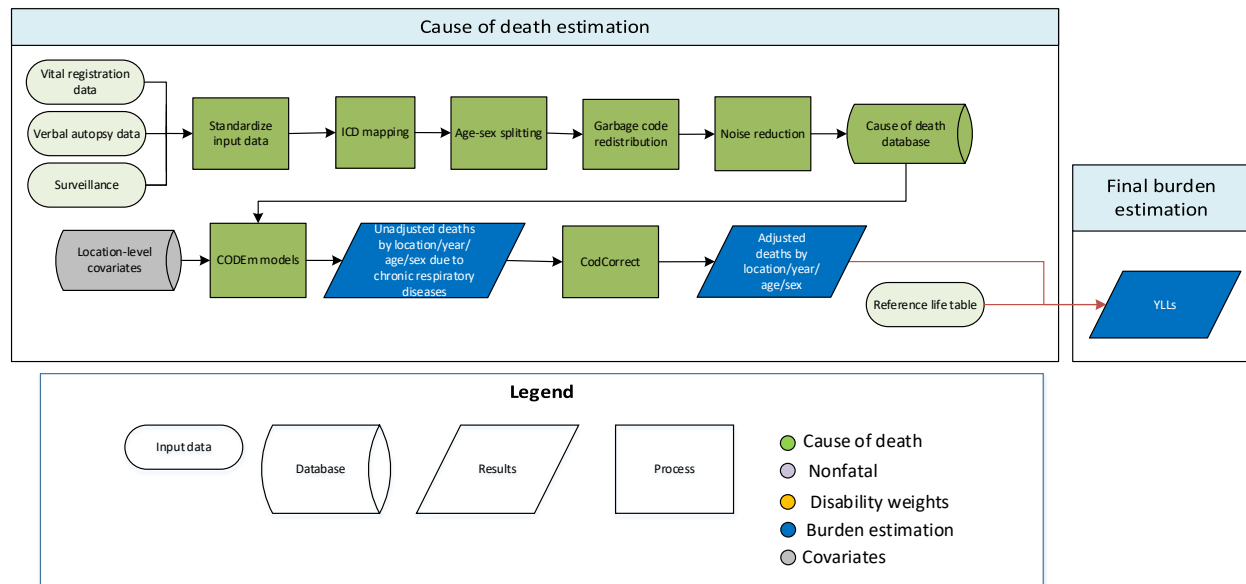 Cause of death estimation
Vital registration
data
Verbal autopsy data
Surveillance
Standardize
input data
ICD mapping
Age-sex splitting
Garbage code
redistribution
Noise reduction
Cause of death
database
Location-level
covariates
CODEm models
Unadjusted deaths
by location/year/
age/sex due to
chronic respiratory
diseases
CodCorrect
Adjusted
deaths by
location/year/
age/sex
Reference life table
Final burden
estimation
YLLs
Legend
Input data
Database
Results
Process
Cause of death
Nonfatal
Disability weights
Burden estimation
Covariates